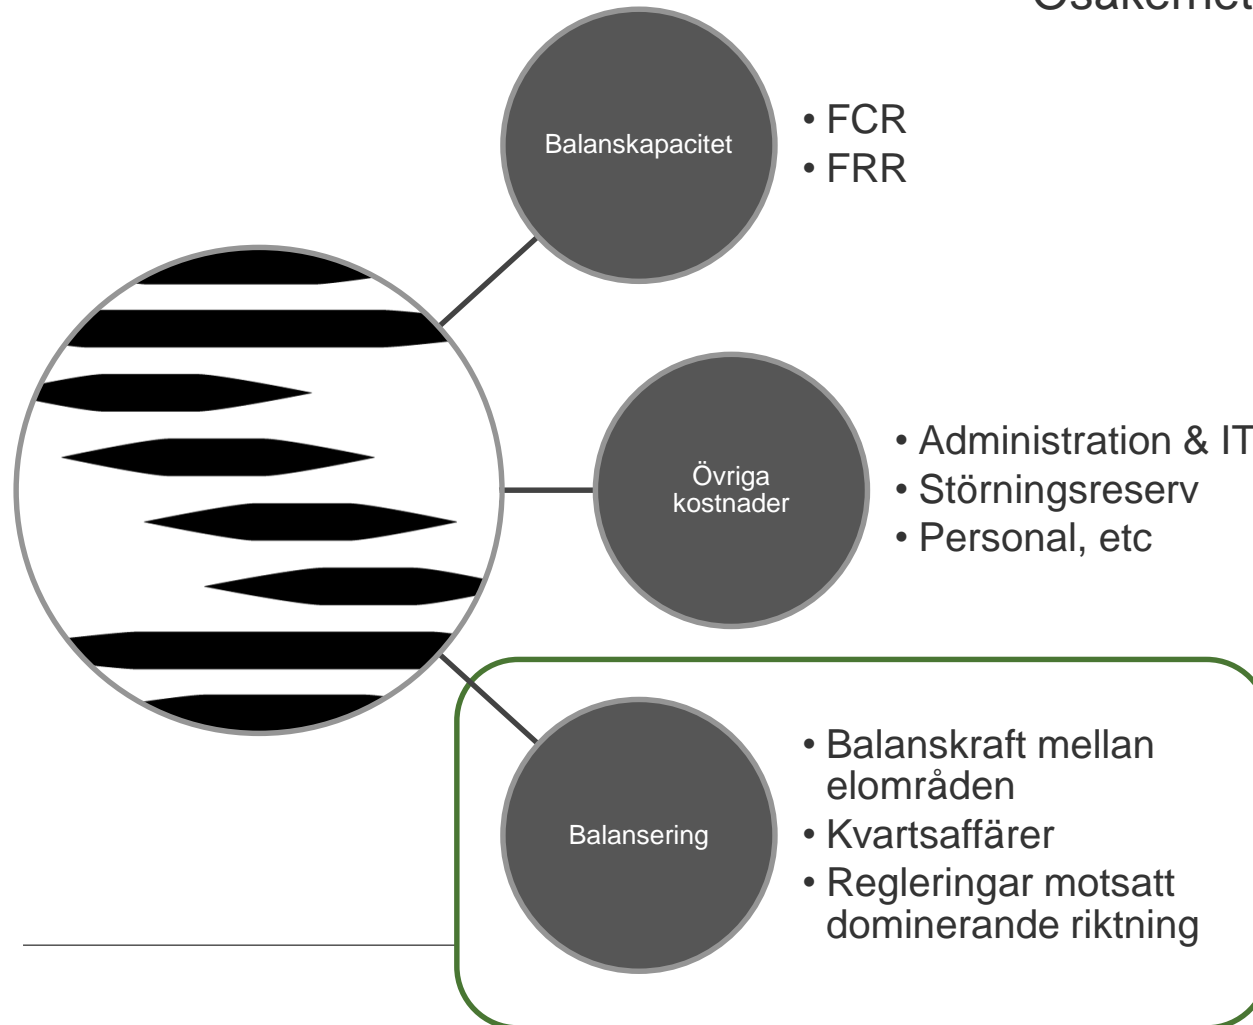 Balanskapacitet
• FCR
• FRR
Övriga
kostnader
• Administration & IT
• Störningsreserv
• Personal, etc
Balansering
• Balanskraft mellan
elområden
• Kvartsaffärer
• Regleringar motsatt
dominerande riktning